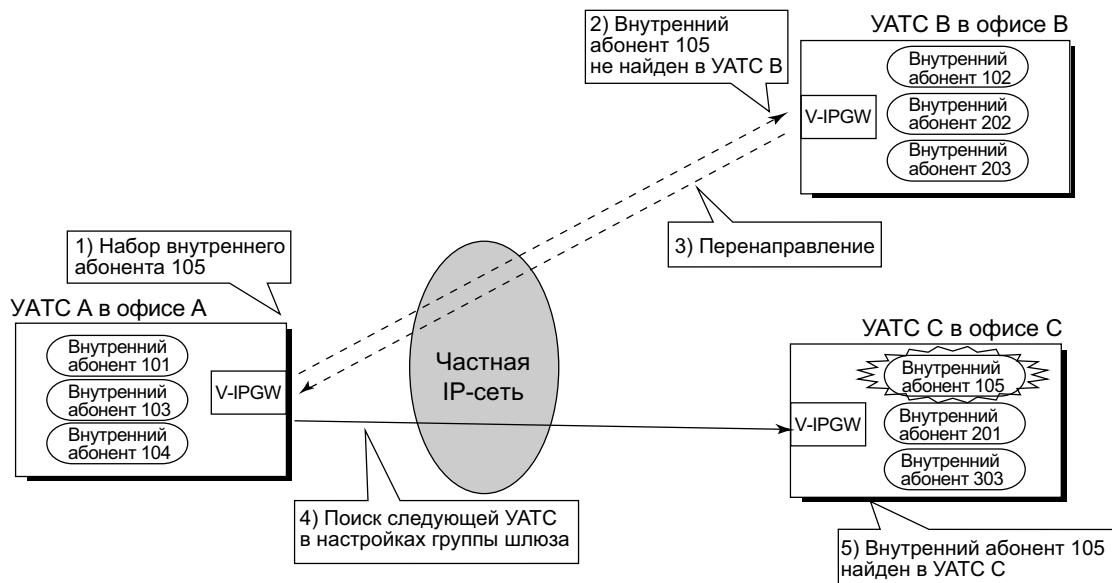 УАТС B в офисе B
2) Внутренний
абонент 105
не найден в УАТС B
Внутренний
абонент 102
V-IPGW
Внутренний
абонент 202
Внутренний
абонент 203
3) Перенаправление
1) Набор внутреннего
абонента 105
УАТС A в офисе A
Внутренний
абонент 101
Внутренний
абонент 103
Внутренний
абонент 104
V-IPGW
Частная
IP-сеть
УАТС C в офисе C
Внутренний
абонент 105
V-IPGW
Внутренний
абонент 201
Внутренний
абонент 303
4) Поиск следующей УАТС
в настройках группы шлюза
5) Внутренний абонент 105
найден в УАТС C